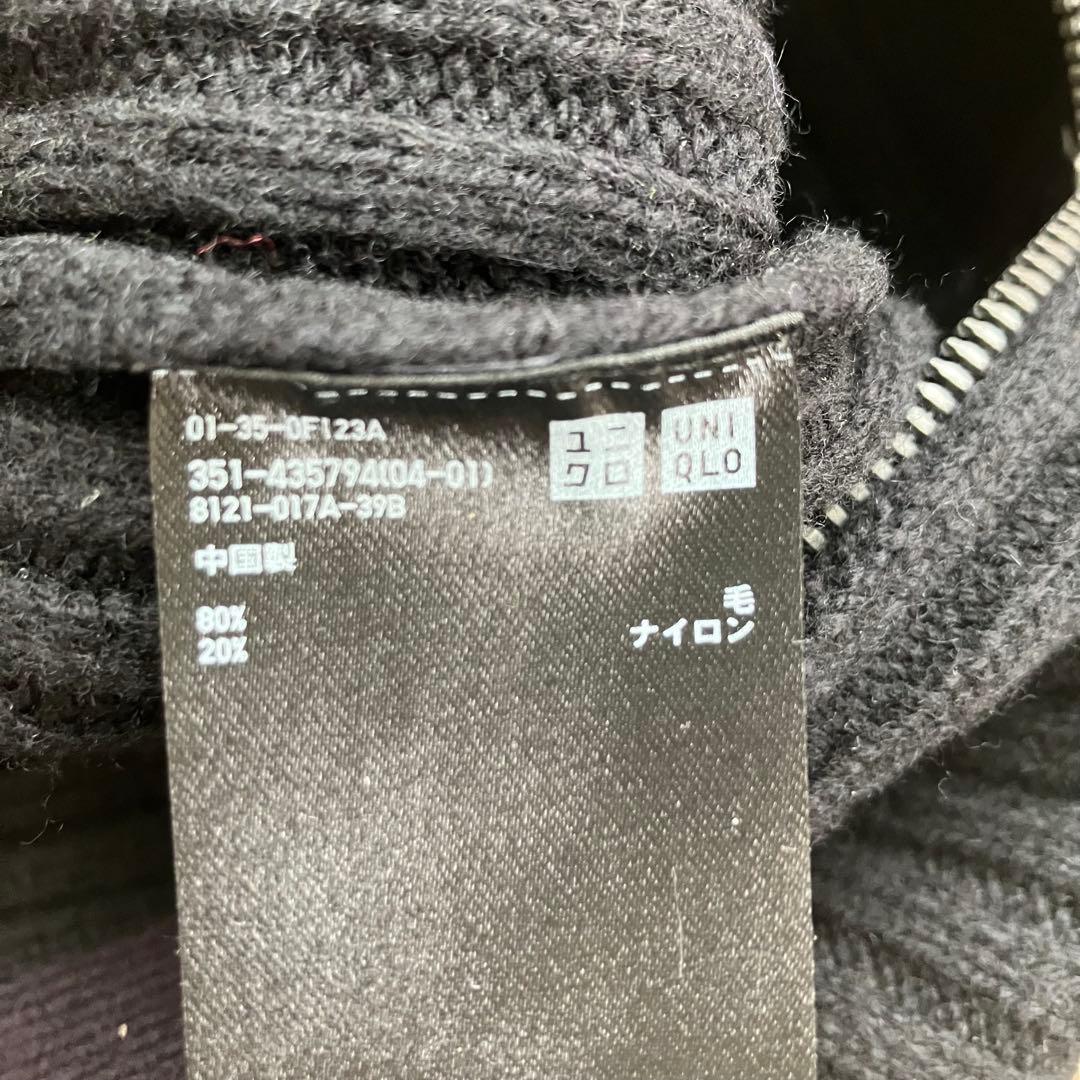 01-35-0F123A
351-435794(04-01)
8121-017A-39B
ユニ
クロ
UNI
QLO
中国製
80% 毛
20% ナイロン